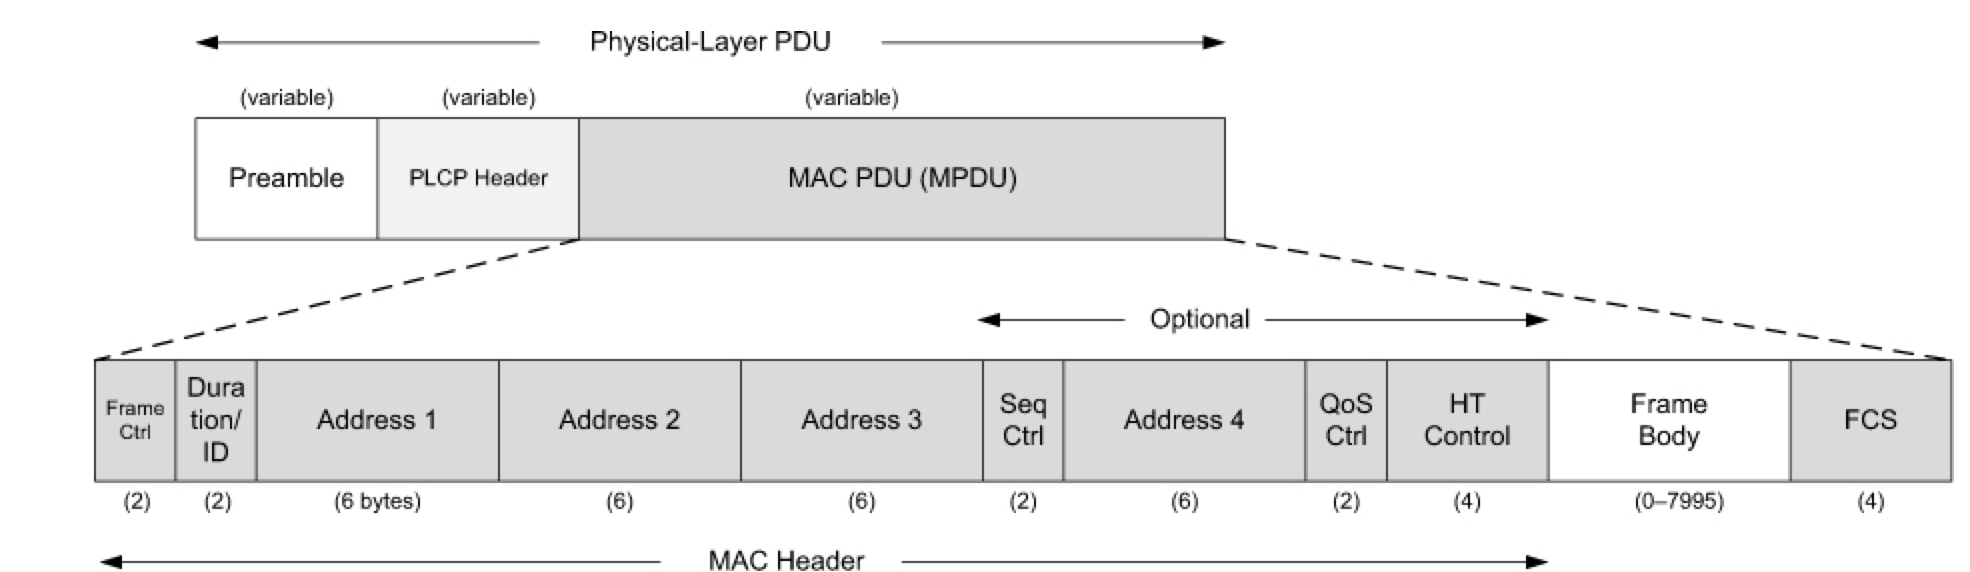 Physical-Layer PDU
(variable) (variable) (variable)
Preamble PLCP Header MAC PDU (MPDU)
Optional
Frame
Ctrl
Dura
tion/
ID
Address 1
Address 2
Address 3
Seq
Ctrl
Address 4
QoS
Ctrl
HT
Control
Frame
Body
FCS
(2) (2) (6 bytes) (6) (6) (2) (6) (2) (4) (0–7995) (4)
MAC Header